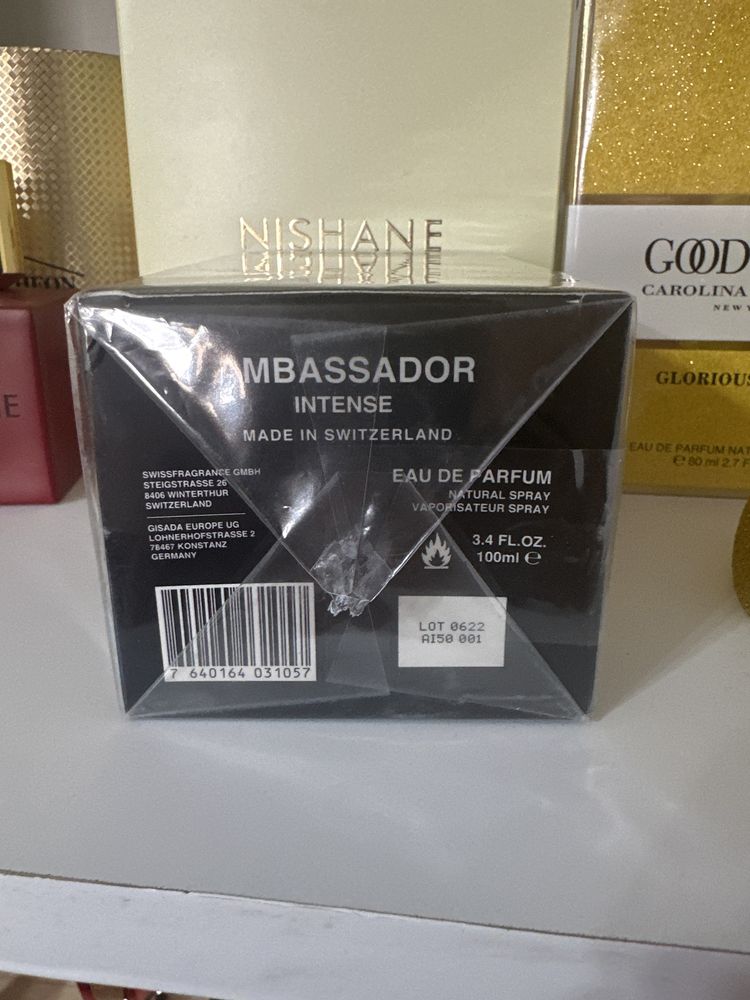 NISHANE
GOOD
CAROLINA
NEW
GLORIOUS
EAU DE PARFUM
℮ 80 ml 2.7
MBASSADOR
INTENSE
MADE IN SWITZERLAND
SWISSFRAGRANCE GMBH
STEIGSTRASSE 26
8406 WINTERTHUR
SWITZERLAND
GISADA EUROPE UG
LOHNERHOFSTRASSE 2
78467 KONSTANZ
GERMANY
EAU DE PARFUM
NATURAL SPRAY
VAPORISATEUR SPRAY
3.4 FL.OZ.
100ml ℮
7 640164 031057
LOT 0622
AI50 001